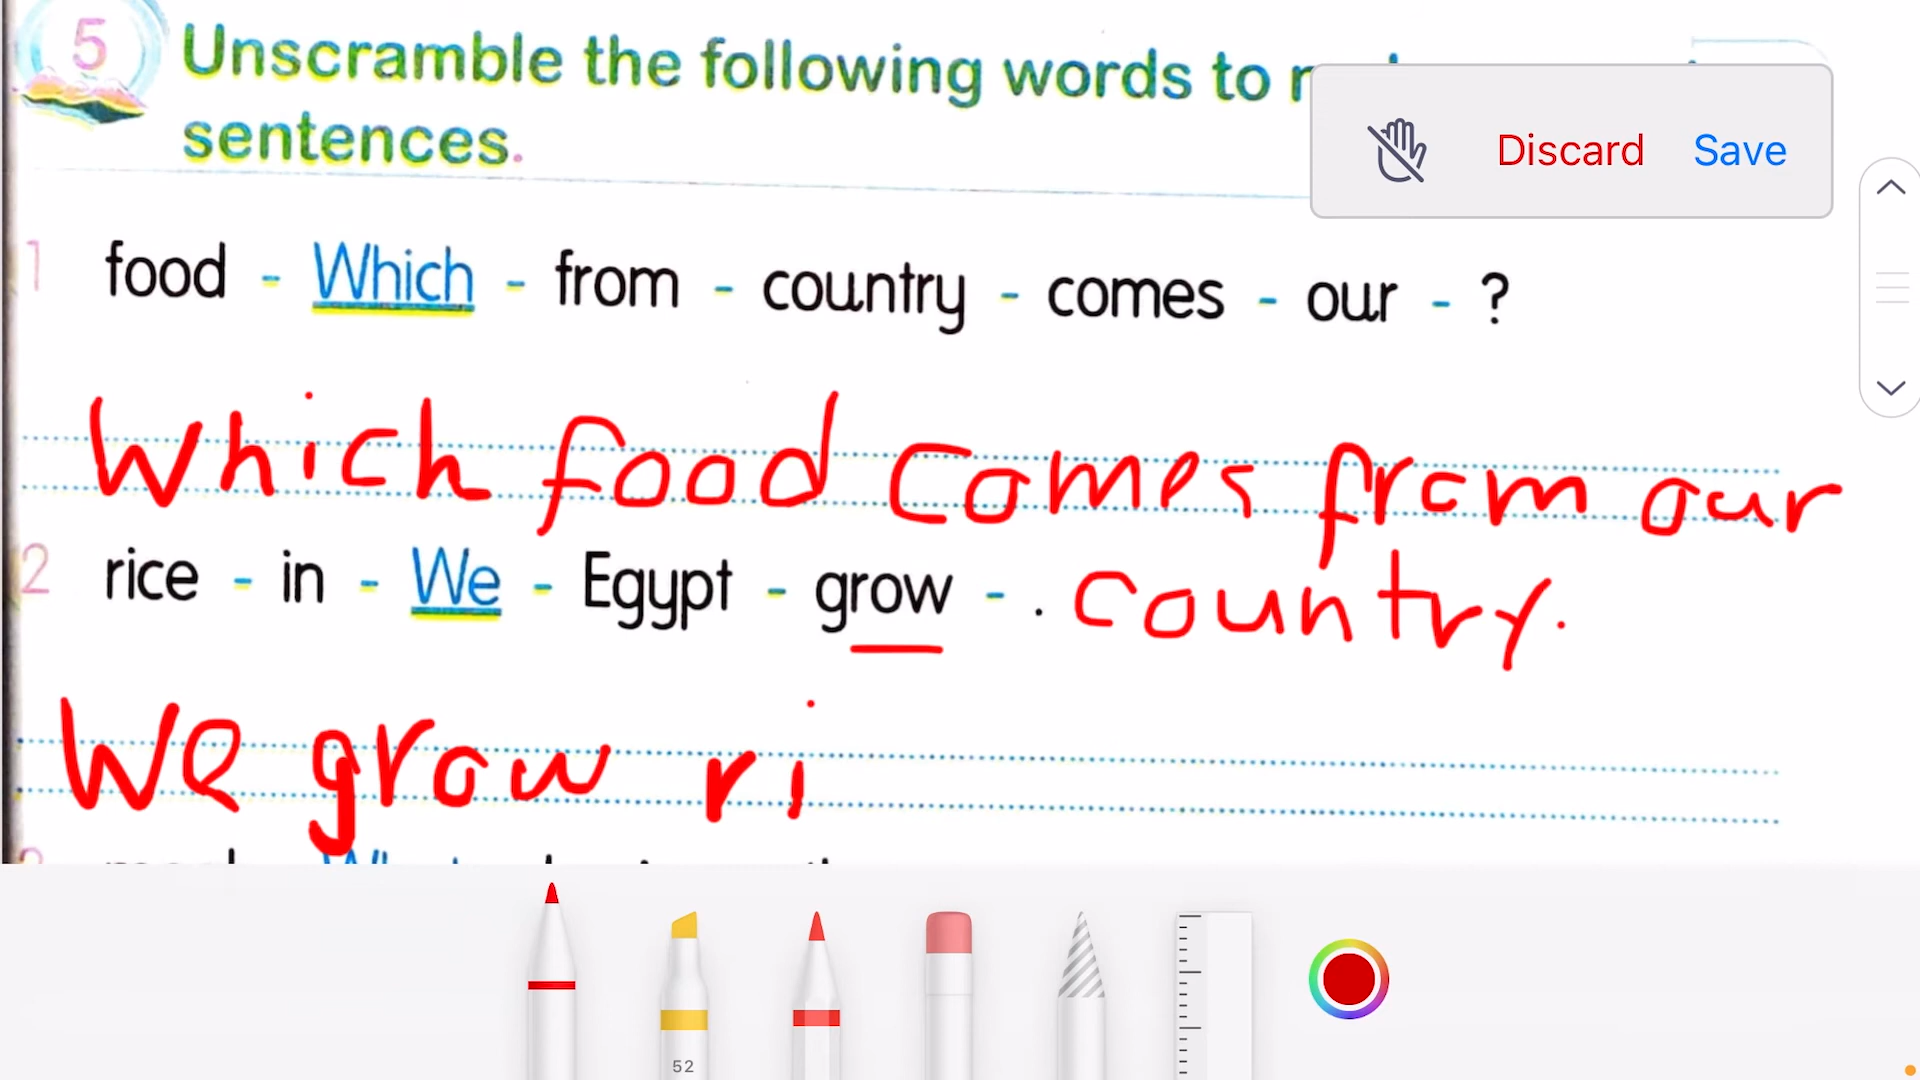 5 Unscramble the following words to
sentences.
Discard Save
1 food - Which - from - country - comes - our - ?
Which food comes from our
2 rice - in - We - Egypt - grow - .
country.
We grow ri
52